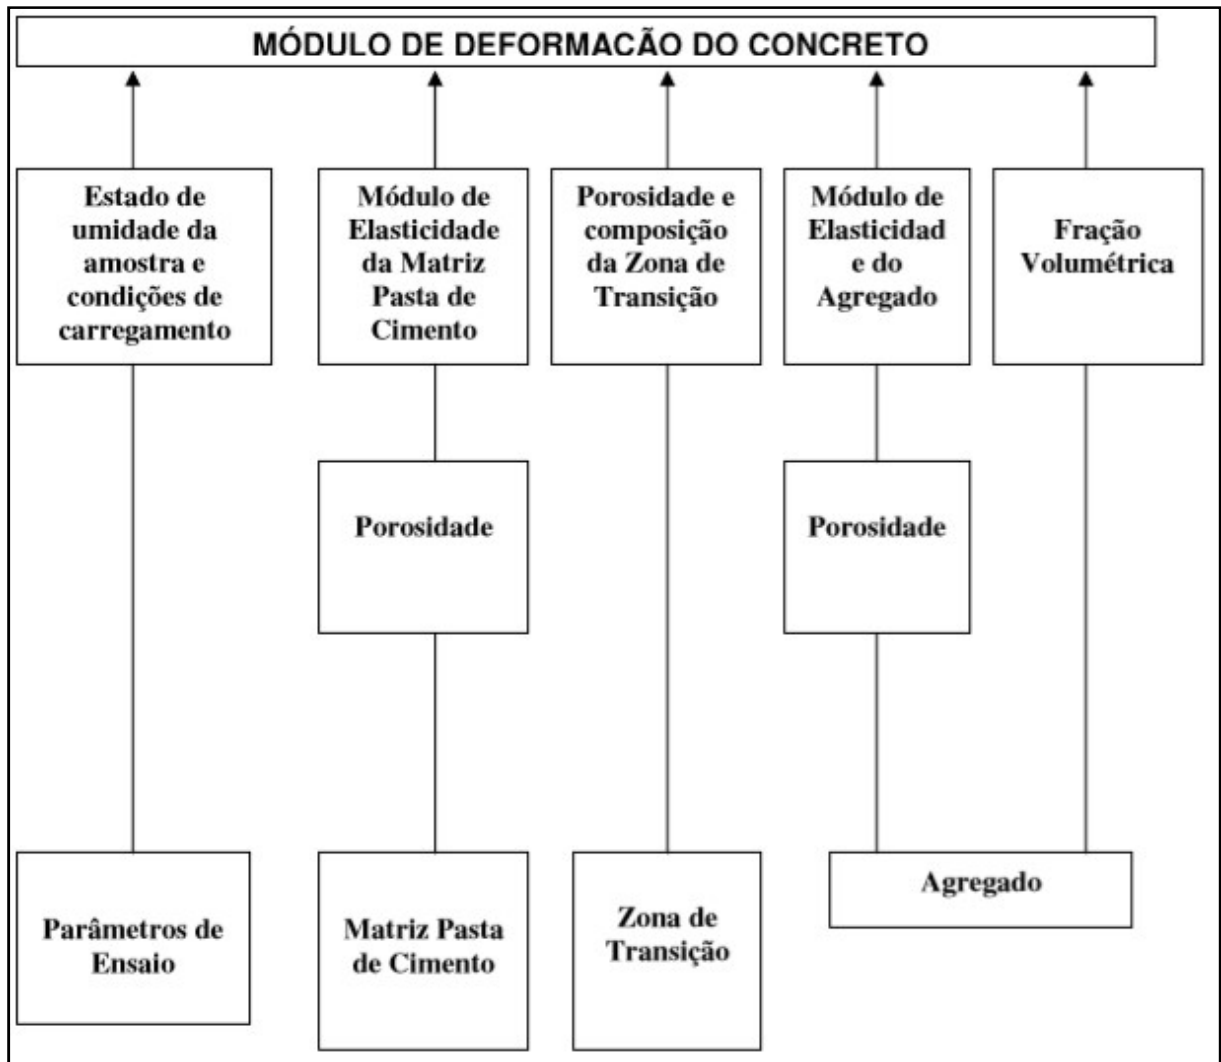 MÓDULO DE DEFORMACÃO DO CONCRETO
Estado de
umidade da
amostra e
condições de
carregamento
Módulo de
Elasticidade
da Matriz
Pasta de
Cimento
Porosidade e
composição
da Zona de
Transição
Módulo de
Elasticidad
e do
Agregado
Fração
Volumétrica
Porosidade
Porosidade
Parâmetros de
Ensaio
Matriz Pasta
de Cimento
Zona de
Transição
Agregado